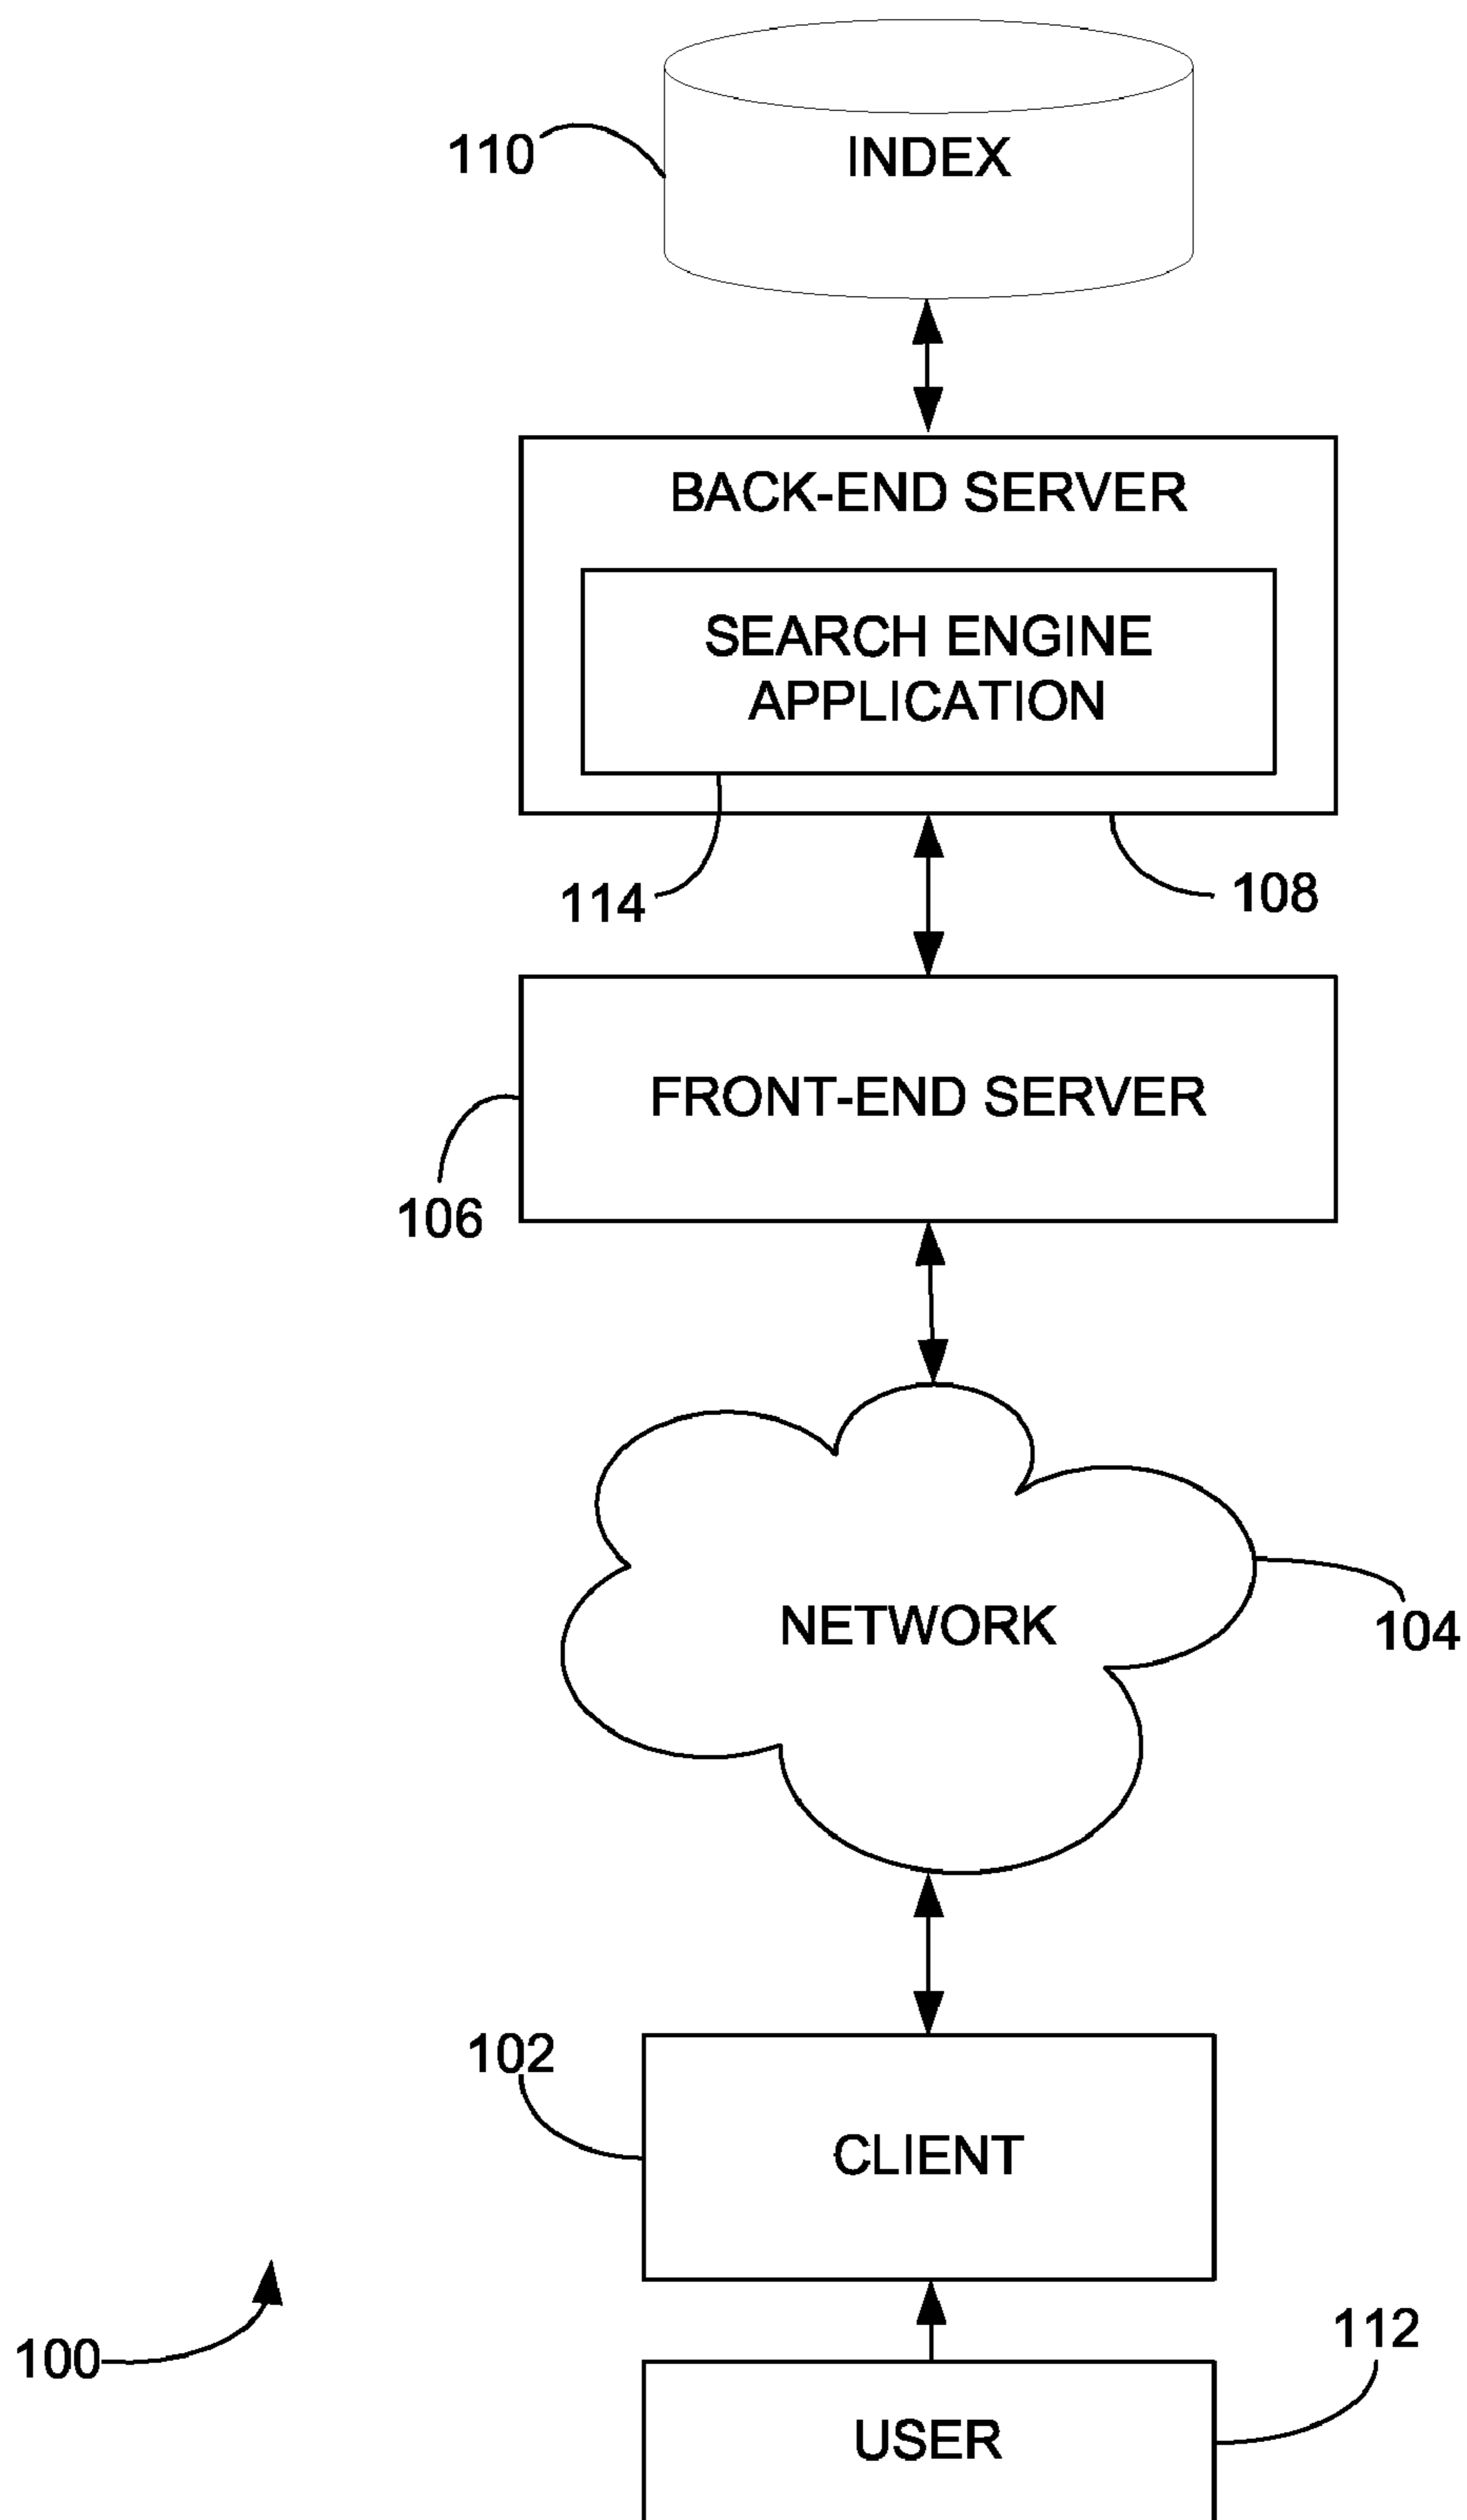 110
INDEX
BACK-END SERVER
SEARCH ENGINE
APPLICATION
114
108
FRONT-END SERVER
106
NETWORK
104
102
CLIENT
100
112
USER